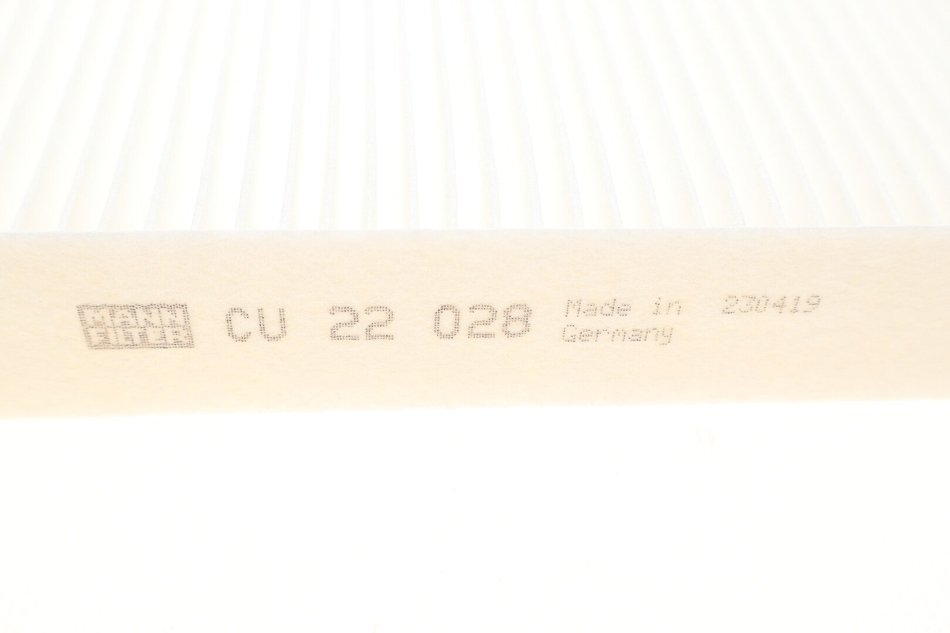 MANN
FILTER
CU 22 028
Made in
Germany
230419